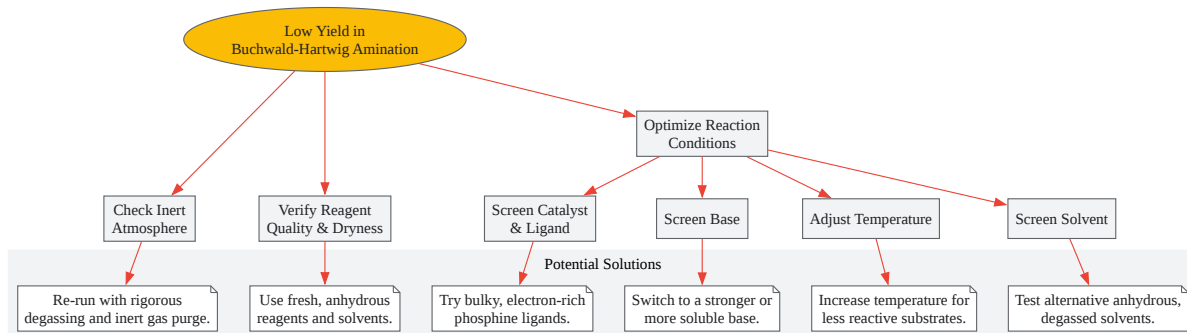 Low Yield in
Buchwald-Hartwig Amination
Optimize Reaction
Conditions
Check Inert
Atmosphere
Verify Reagent
Quality & Dryness
Screen Catalyst
& Ligand
Screen Base
Adjust Temperature
Screen Solvent
Potential Solutions
Re-run with rigorous
degassing and inert gas purge.
Use fresh, anhydrous
reagents and solvents.
Try bulky, electron-rich
phosphine ligands.
Switch to a stronger or
more soluble base.
Increase temperature for
less reactive substrates.
Test alternative anhydrous,
degassed solvents.